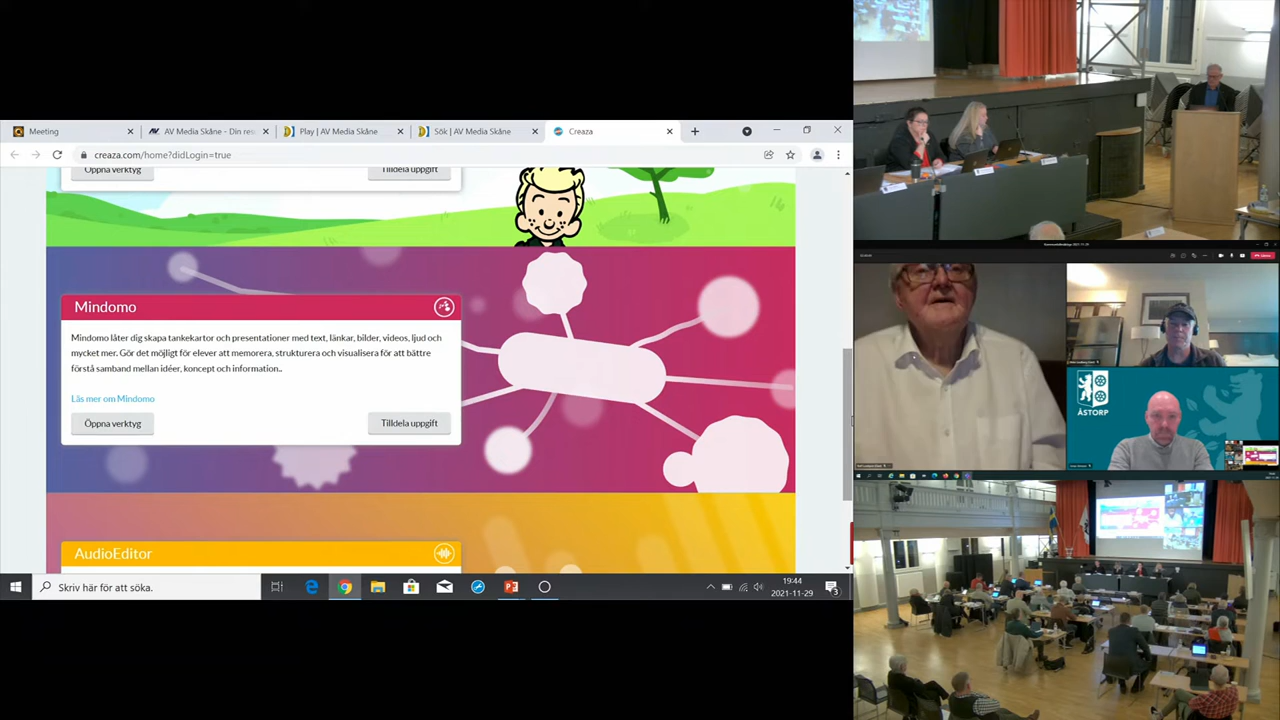 Meeting
AV Media Skåne - Din res
Play | AV Media Skåne
Sök | AV Media Skåne
Creaza
creaza.com/home?didLogin=true
Öppna verktyg
Tilldela uppgift
Mindomo
Mindomo låter dig skapa tankekartor och presentationer med text, länkar, bilder, videos, ljud och
mycket mer. Gör det möjligt för elever att memorera, strukturera och visualisera för att bättre
förstå samband mellan idéer, koncept och information..
Läs mer om Mindomo
Öppna verktyg
Tilldela uppgift
AudioEditor
Skriv här för att söka.
19:44
2021-11-29
3
ÅSTORP